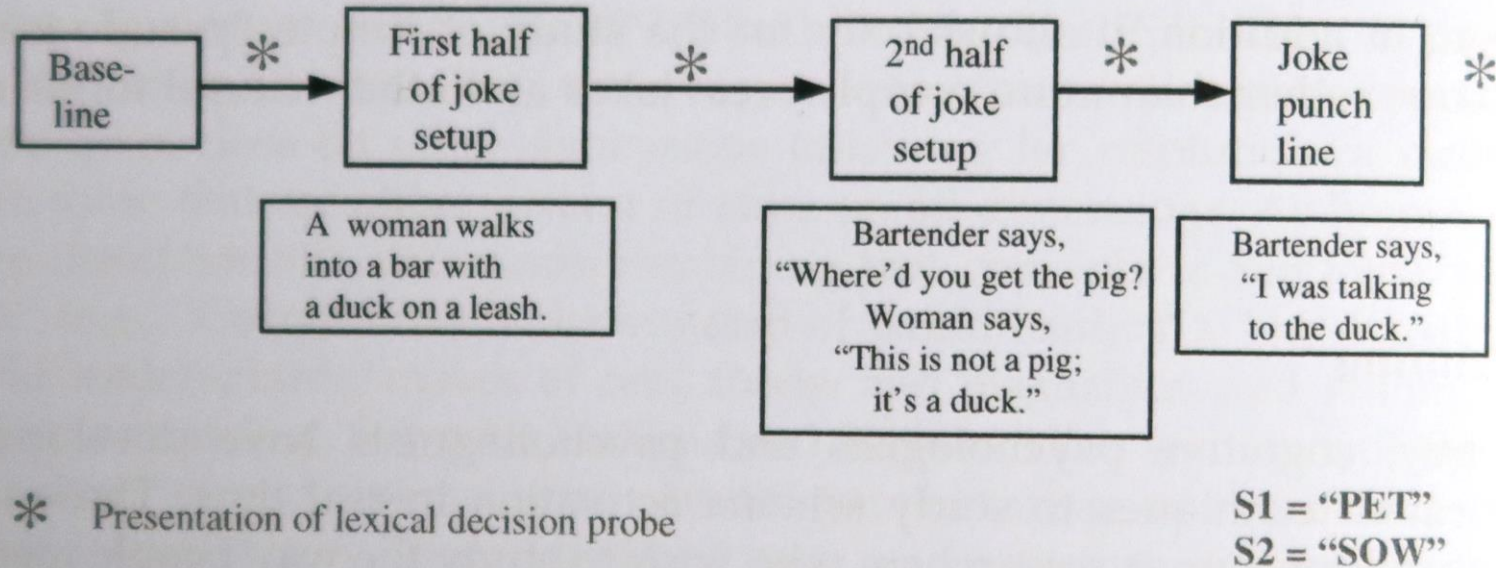 Base-
line
*
First half
of joke
setup
*
2nd half
of joke
setup
*
Joke
punch
line
*
A woman walks
into a bar with
a duck on a leash.
Bartender says,
“Where’d you get the pig?
Woman says,
“This is not a pig;
it’s a duck.”
Bartender says,
“I was talking
to the duck.”
* Presentation of lexical decision probe
S1 = “PET”
S2 = “SOW”